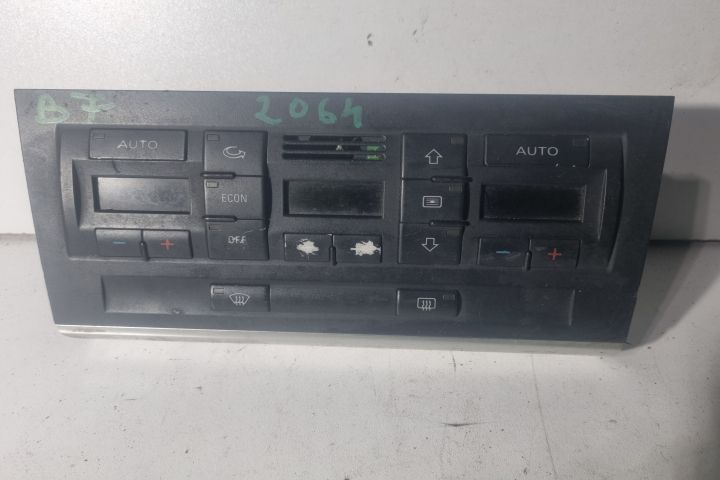 B7 2064
AUTO AUTO
ECON
OFF